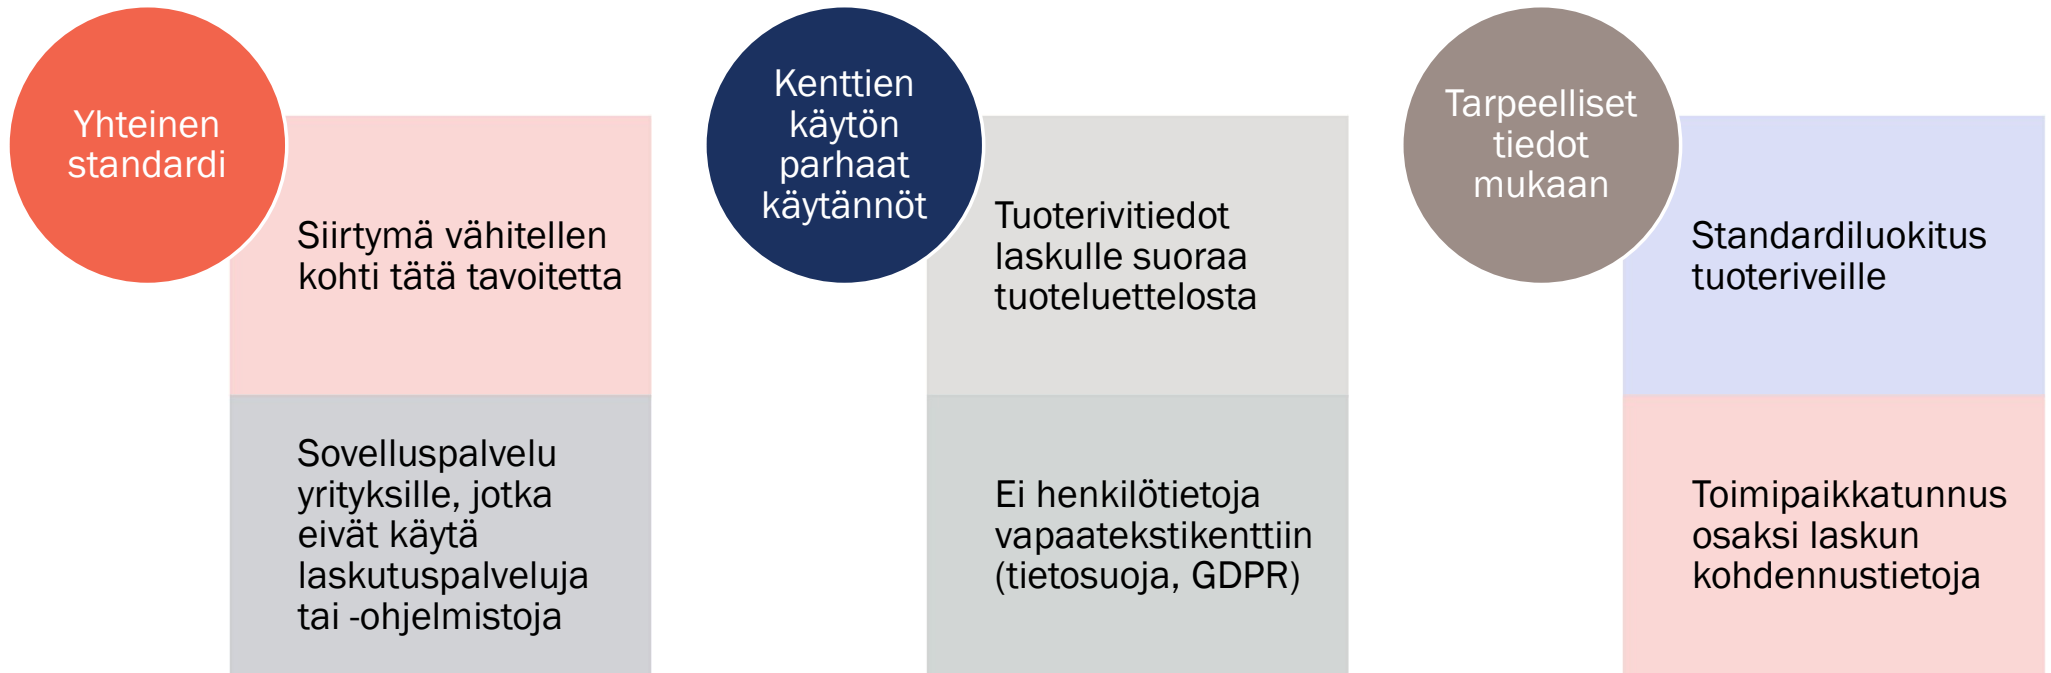 Yhteinen
standardi
Siirtymä vähitellen
kohti tätä tavoitetta
Sovelluspalvelu
yrityksille, jotka
eivät käytä
laskutuspalveluja
tai -ohjelmistoja
Kenttien
käytön
parhaat
käytännöt
Tuoterivitiedot
laskulle suoraa
tuoteluettelosta
Ei henkilötietoja
vapaatekstikenttiin
(tietosuoja, GDPR)
Tarpeelliset
tiedot
mukaan
Standardiluokitus
tuoteriveille
Toimipaikkatunnus
osaksi laskun
kohdennustietoja